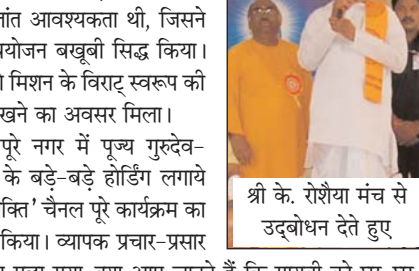 नितांत आवश्यकता थी, जिसने
प्रयोजन बखूबी सिद्ध किया।
मिशन के विराट् स्वरूप की
देखने का अवसर मिला।
पूरे नगर में पूज्य गुरुदेव-
के बड़े-बड़े होर्डिंग लगाये
चैनल पूरे कार्यक्रम का
किया। व्यापक प्रचार-प्रसार
श्री के. रोशैया मंच से
उद्बोधन देते हुए